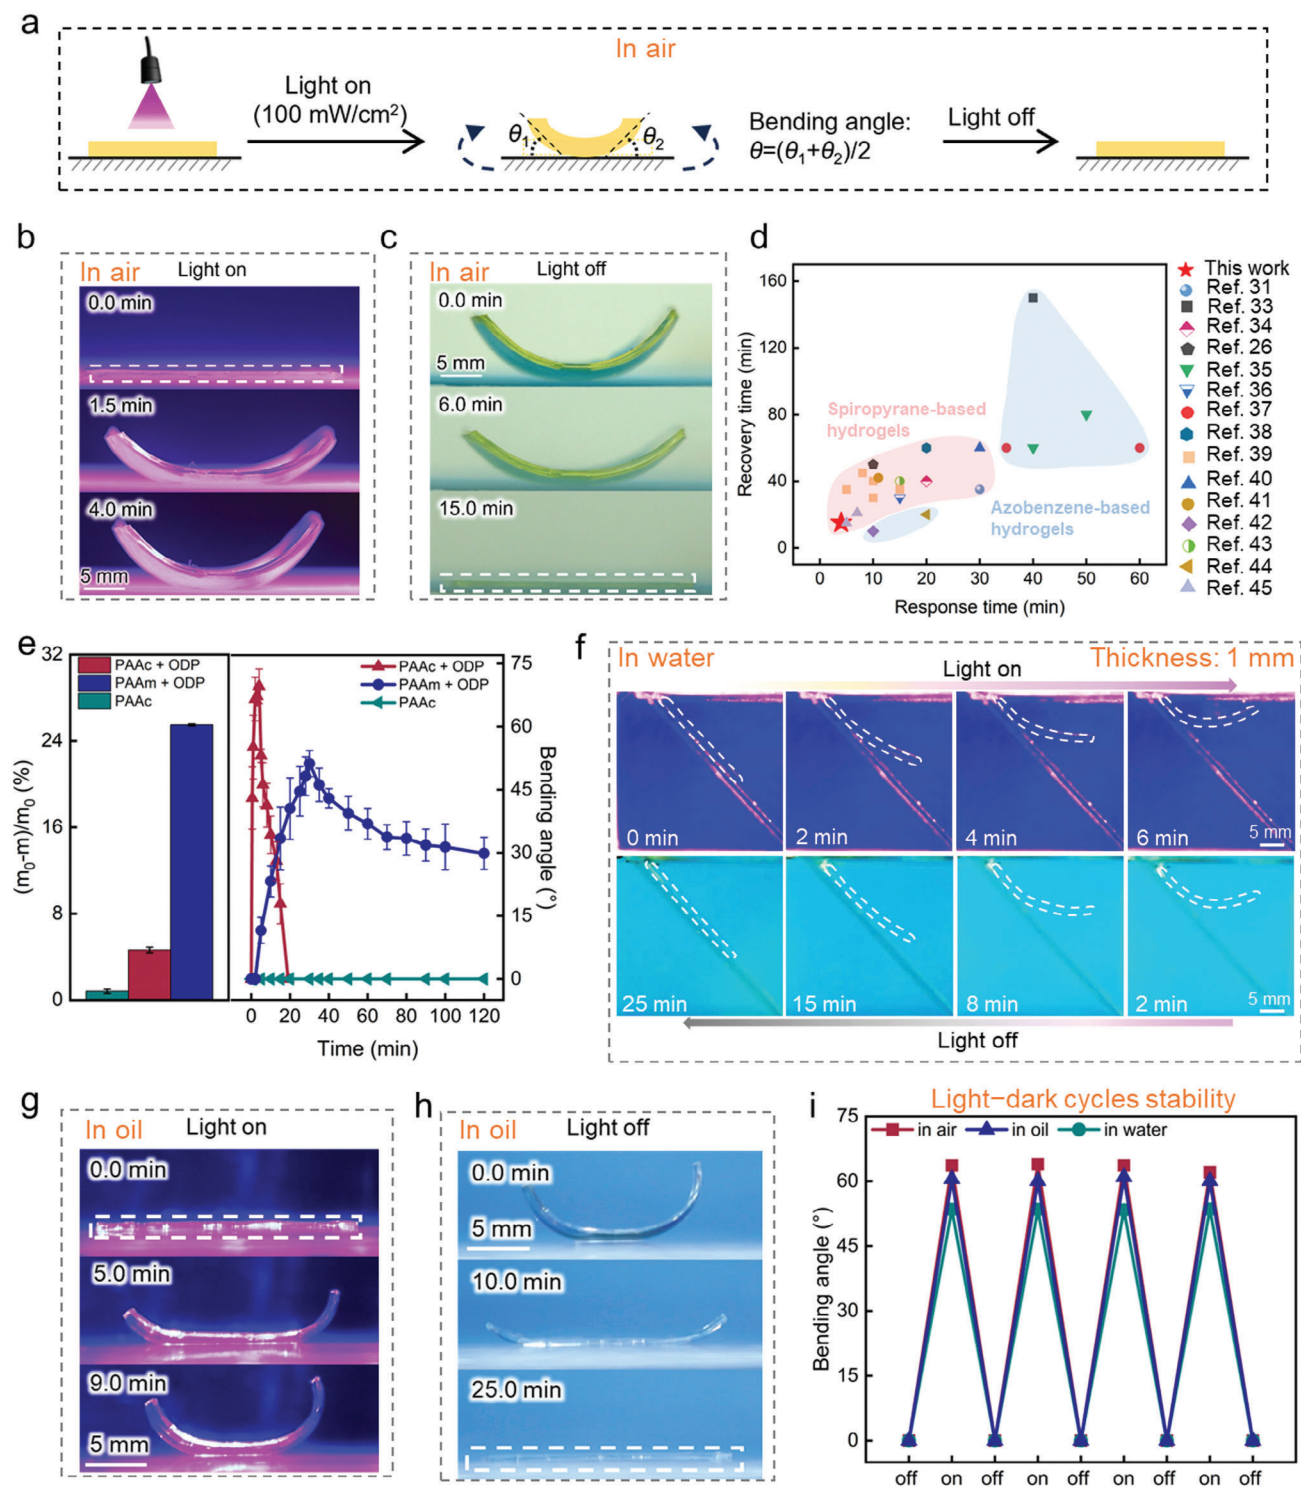 a
In air
Light on
(100 mW/cm²)
θ₁
θ₂
Bending angle:
θ=(θ₁+θ₂)/2
Light off
b
In air
Light on
0.0 min
1.5 min
4.0 min
5 mm
c
In air
Light off
0.0 min
5 mm
6.0 min
15.0 min
d
Recovery time (min)
160
120
80
40
0
Spiropyrane-based
hydrogels
Azobenzene-based
hydrogels
0
10
20
30
40
50
60
Response time (min)
This work
Ref. 31
Ref. 33
Ref. 34
Ref. 26
Ref. 35
Ref. 36
Ref. 37
Ref. 38
Ref. 39
Ref. 40
Ref. 41
Ref. 42
Ref. 43
Ref. 44
Ref. 45
e
(m₀-m)/m₀ (%)
32
24
16
8
0
PAAc + ODP
PAAm + ODP
PAAc
PAAc + ODP
PAAm + ODP
PAAc
75
60
45
30
15
0
Bending angle (°)
0
20
40
60
80
100
120
Time (min)
f
In water
Light on
Thickness: 1 mm
0 min
2 min
4 min
6 min
5 mm
25 min
15 min
8 min
2 min
5 mm
Light off
g
In oil
Light on
0.0 min
5.0 min
9.0 min
5 mm
h
In oil
Light off
0.0 min
5 mm
10.0 min
25.0 min
i
Light−dark cycles stability
in air
in oil
in water
Bending angle (°)
75
60
45
30
15
0
off
on
off
on
off
on
off
on
off